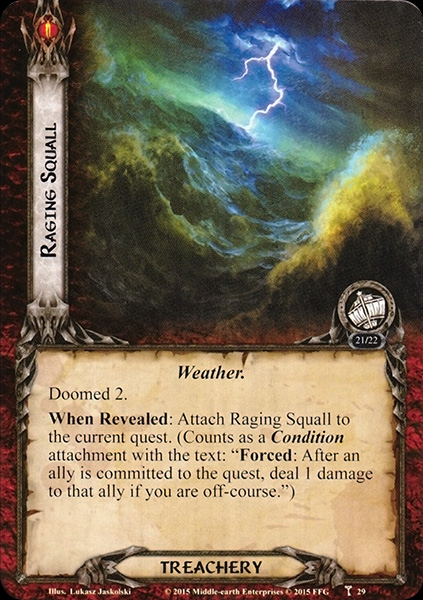 Raging Squall
21/22
Weather.
Doomed 2.
When Revealed: Attach Raging Squall to
the current quest. (Counts as a Condition
attachment with the text: “Forced: After an
ally is committed to the quest, deal 1 damage
to that ally if you are off-course.”)
TREACHERY
Illus. Lukasz Jaskolski © 2015 Middle-earth Enterprises © 2015 FFG 29